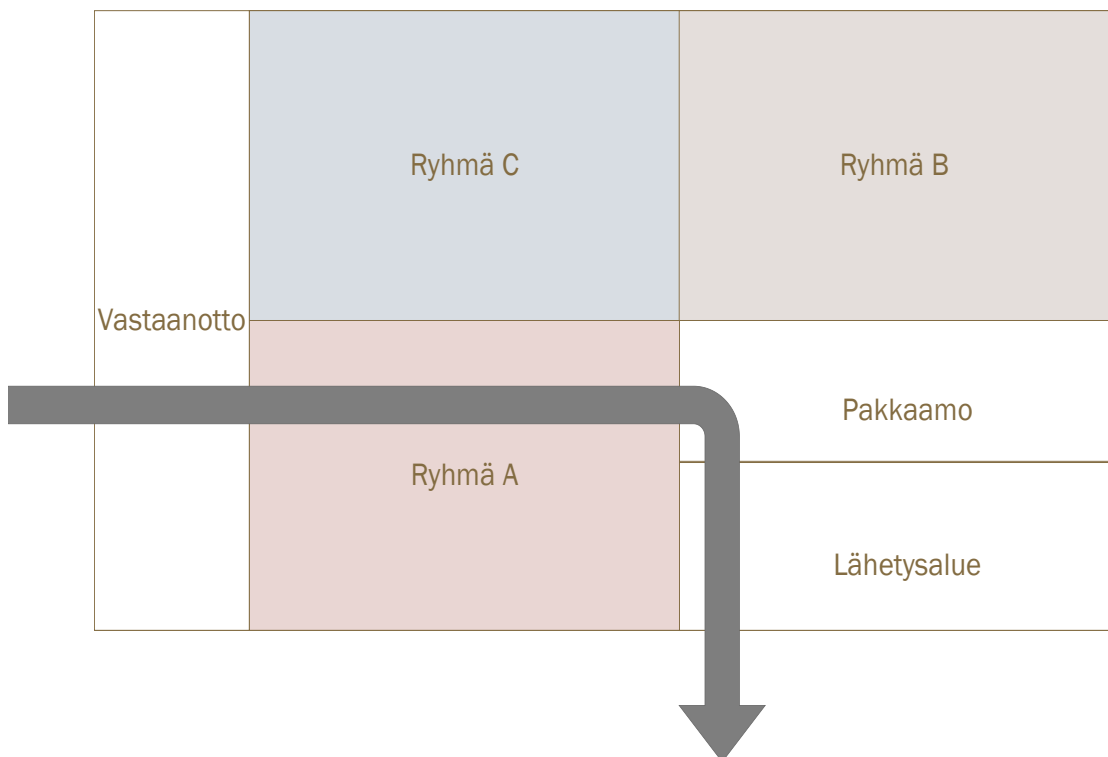 Ryhmä C
Ryhmä B
Vastaanotto
Pakkaamo
Ryhmä A
Lähetysalue